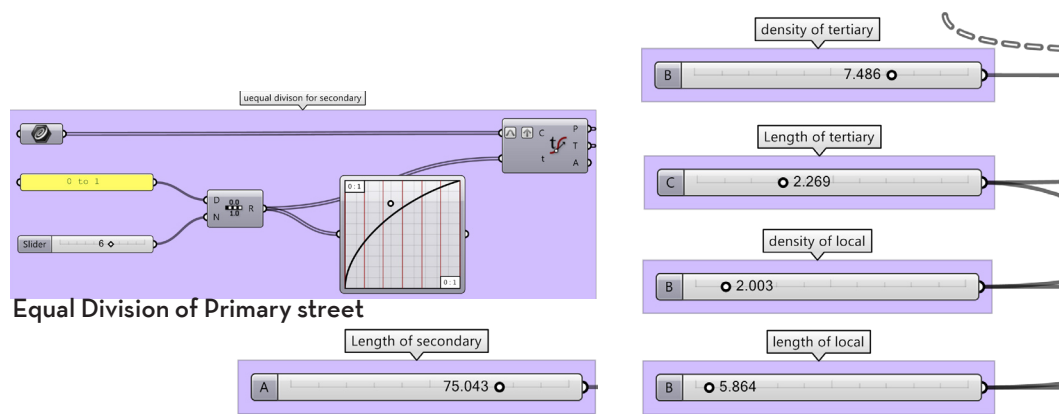 uequal divison for secondary
C
t
P
T
A
0 to 1
D
N
0.0
1.0
R
Slider
6
0 : 1
0 : 1
Equal Division of Primary street
Length of secondary
A
75.043
density of tertiary
B
7.486
Length of tertiary
C
2.269
density of local
B
2.003
length of local
B
5.864